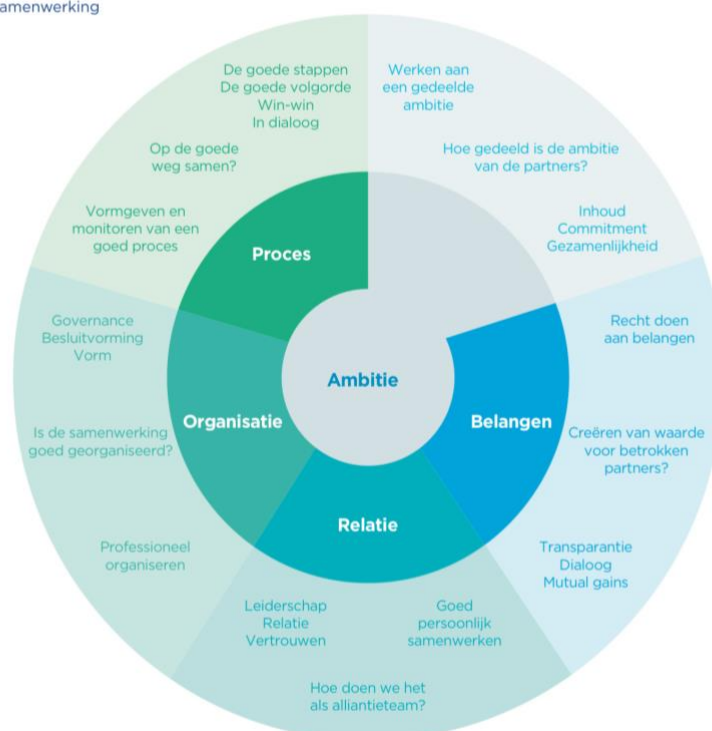 amenwerking
De goede stappen
De goede volgorde
Win-win
In dialoog
Op de goede
weg samen?
Vormgeven en
monitoren van een
goed proces
Werken aan
een gedeelde
ambitie
Hoe gedeeld is de ambitie
van de partners?
Inhoud
Commitment
Gezamenlijkheid
Proces
Governance
Besluitvorming
Vorm
Is de samenwerking
goed georganiseerd?
Professioneel
organiseren
Organisatie
Ambitie
Belangen
Recht doen
aan belangen
Creëren van waarde
voor betrokken
partners?
Transparantie
Dialoog
Mutual gains
Relatie
Leiderschap
Relatie
Vertrouwen
Goed
persoonlijk
samenwerken
Hoe doen we het
als alliantieteam?